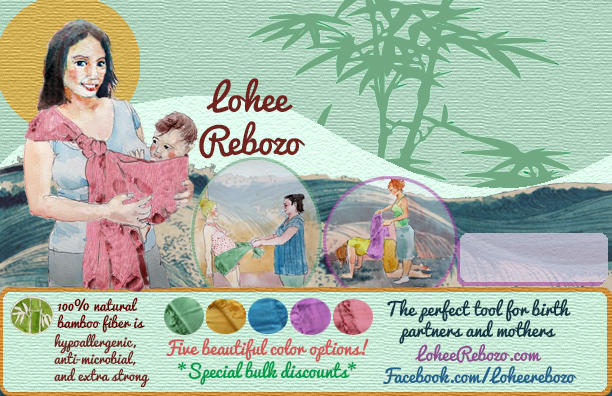 Lohee
Rebozo
100% natural
bamboo fiber is
hypoallergenic,
anti-microbial,
and extra strong
Five beautiful color options!
*Special bulk discounts*
The perfect tool for birth
partners and mothers
LoheeRebozo.com
Facebook.com/Loheerebozo